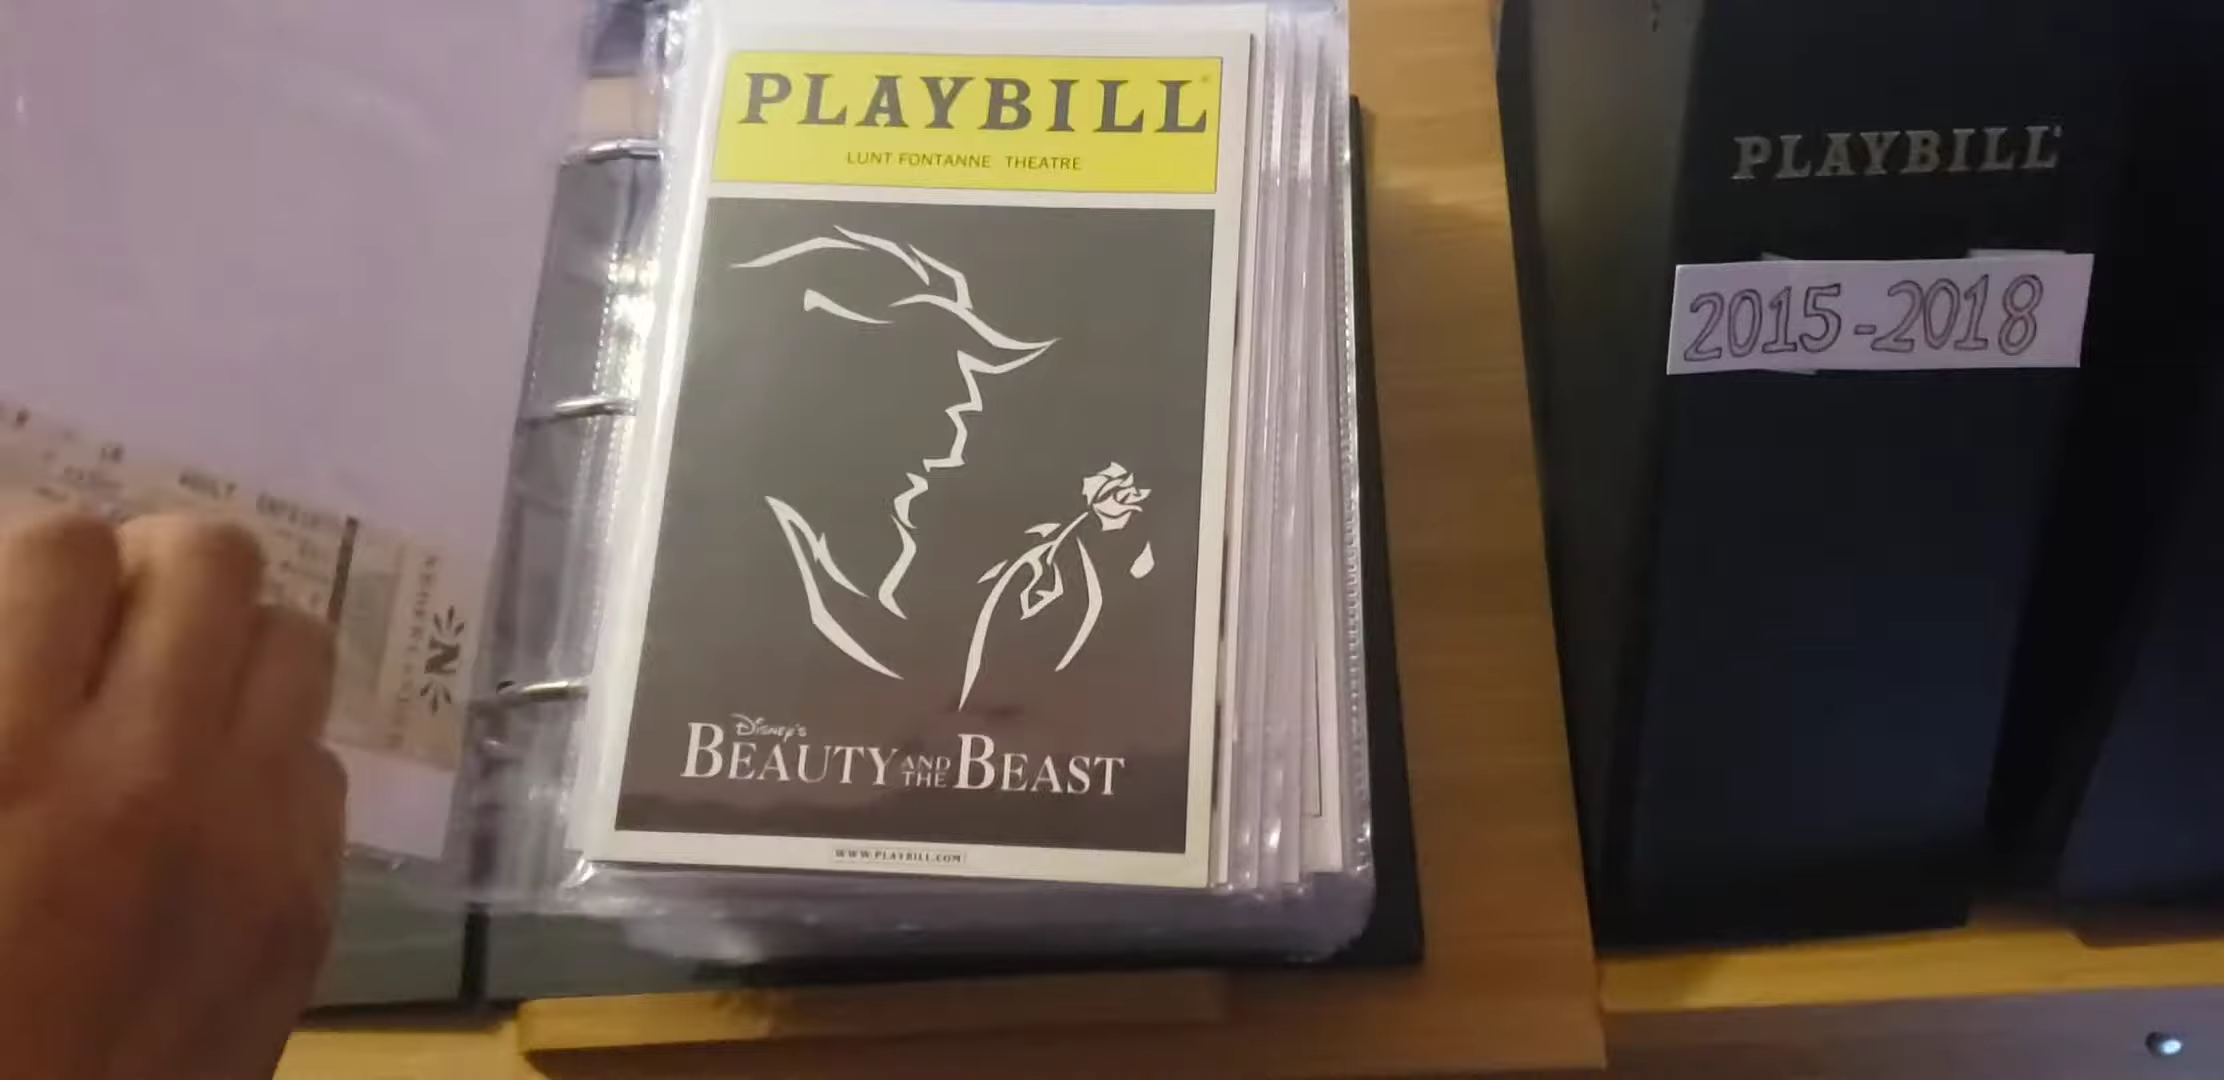 PLAYBILL
LUNT FONTANNE THEATRE
Disney's
BEAUTY AND THE BEAST
WWW.PLAYBILL.COM
PLAYBILL
2015-2018
N